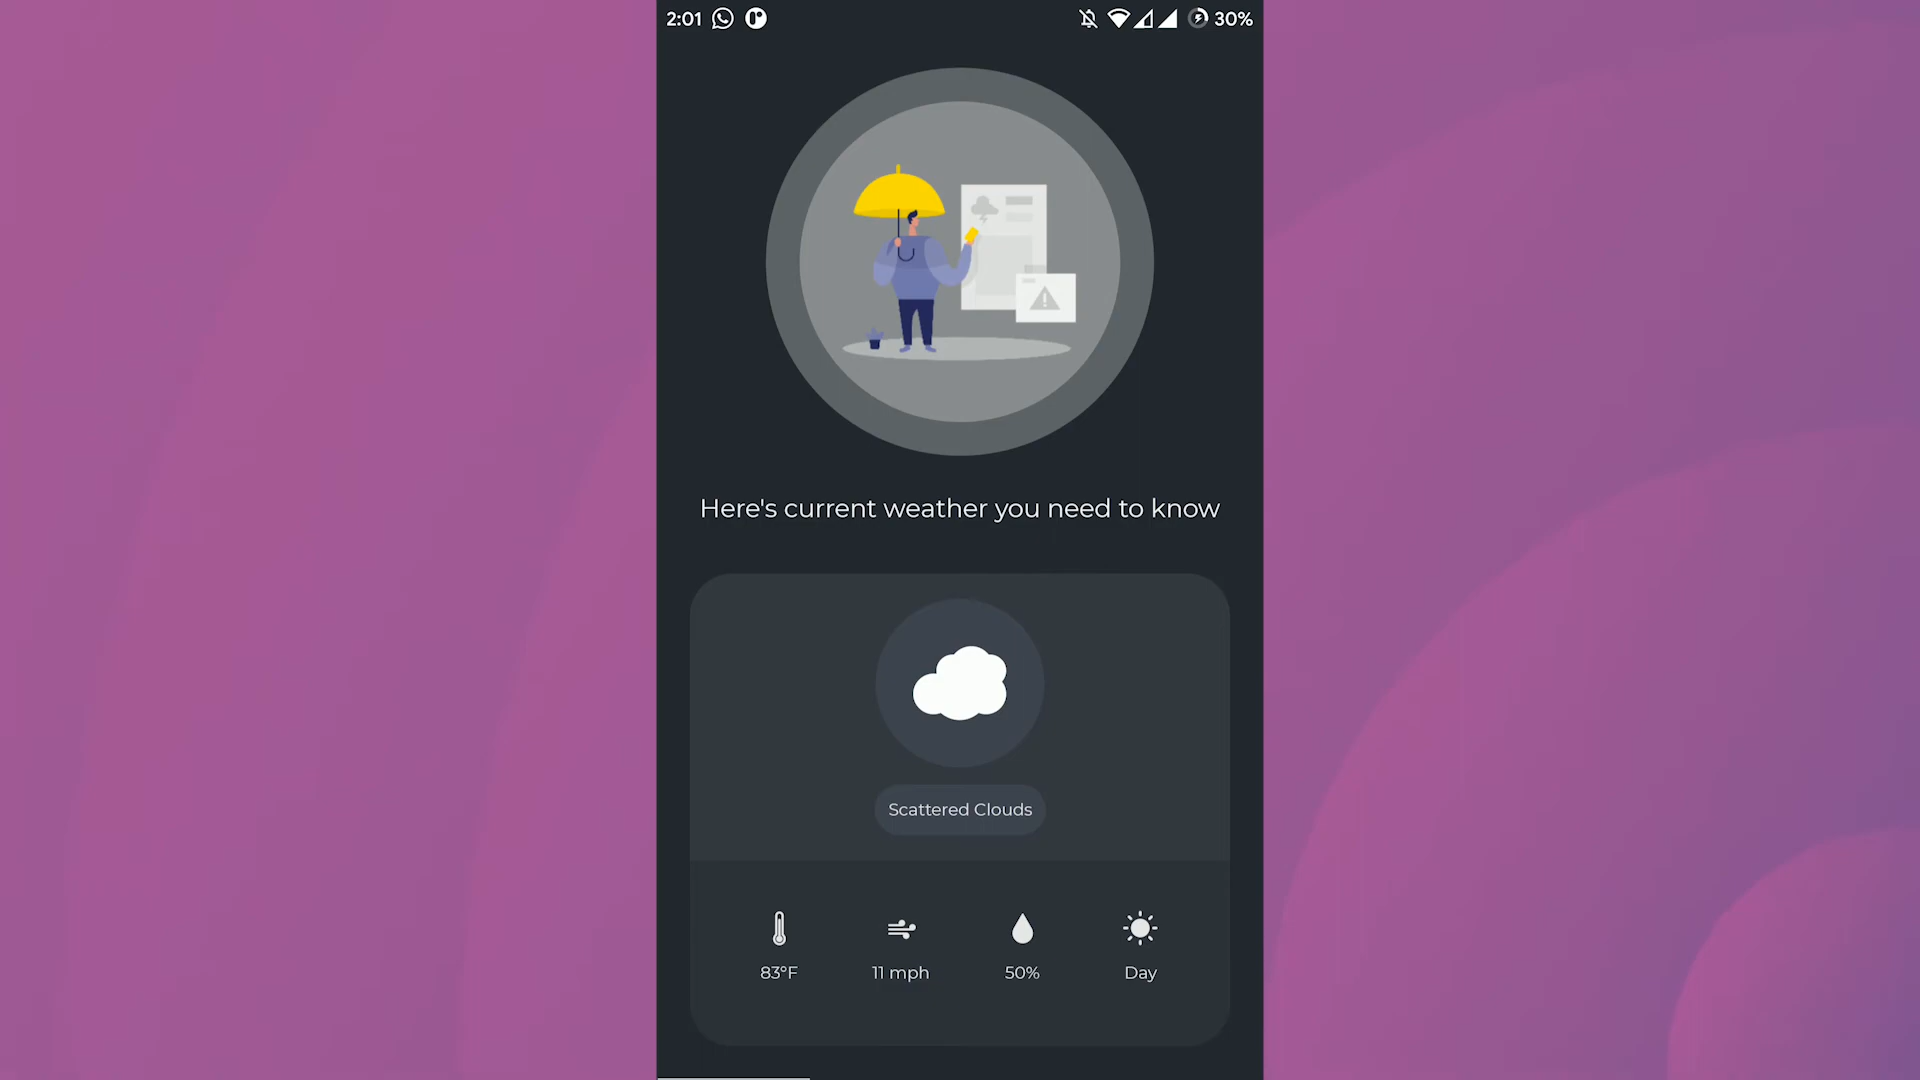 2:01
30%
Here's current weather you need to know
Scattered Clouds
83°F
11 mph
50%
Day